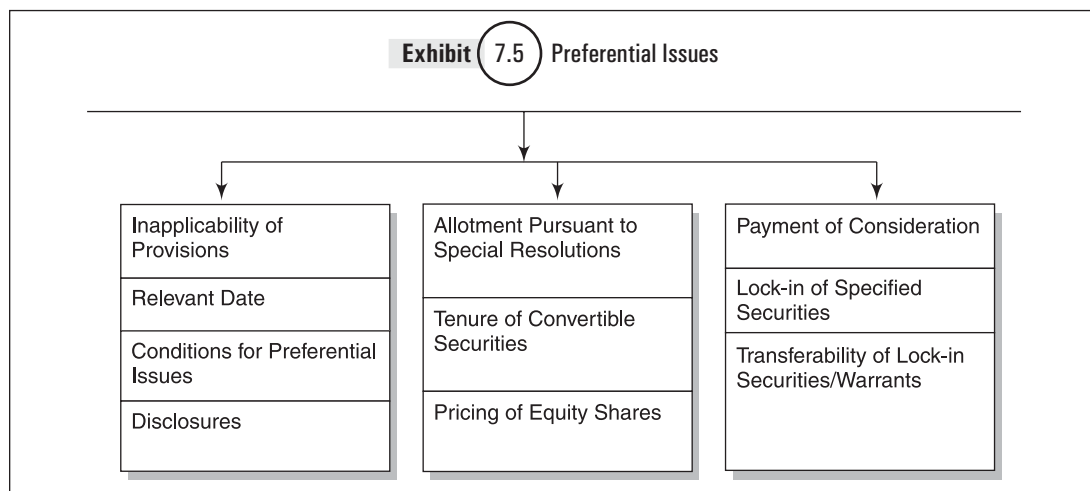 Exhibit 7.5 Preferential Issues
Inapplicability of
Provisions
Relevant Date
Conditions for Preferential
Issues
Disclosures
Allotment Pursuant to
Special Resolutions
Tenure of Convertible
Securities
Pricing of Equity Shares
Payment of Consideration
Lock-in of Specified
Securities
Transferability of Lock-in
Securities/Warrants